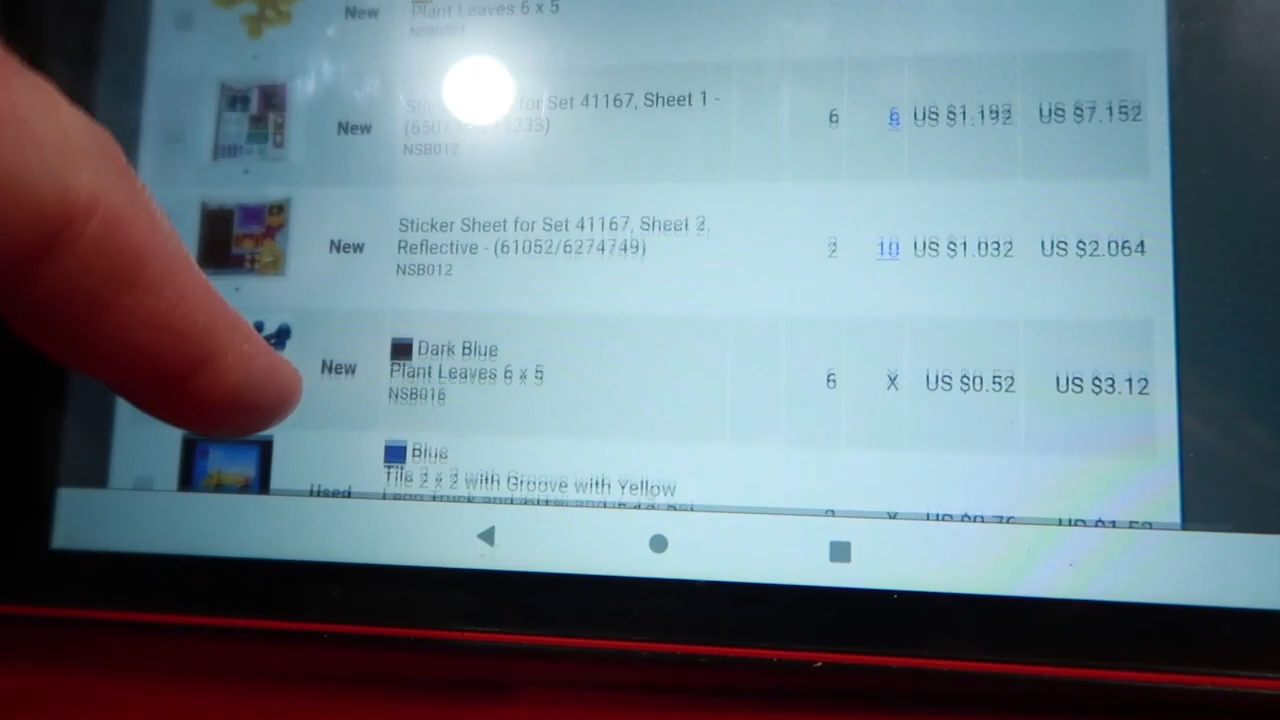 New
Plant Leaves 6 x 5
New
for Set 41167, Sheet 1 -
6
6
US $1.192
US $7.152
NSB012
New
Sticker Sheet for Set 41167, Sheet 2,
Reflective - (61052/6274749)
NSB012
2
10
US $1.032
US $2.064
New
Dark Blue
Plant Leaves 6 x 5
NSB016
6
X
US $0.52
US $3.12
Used
Blue
Tile 2 x 2 with Groove with Yellow